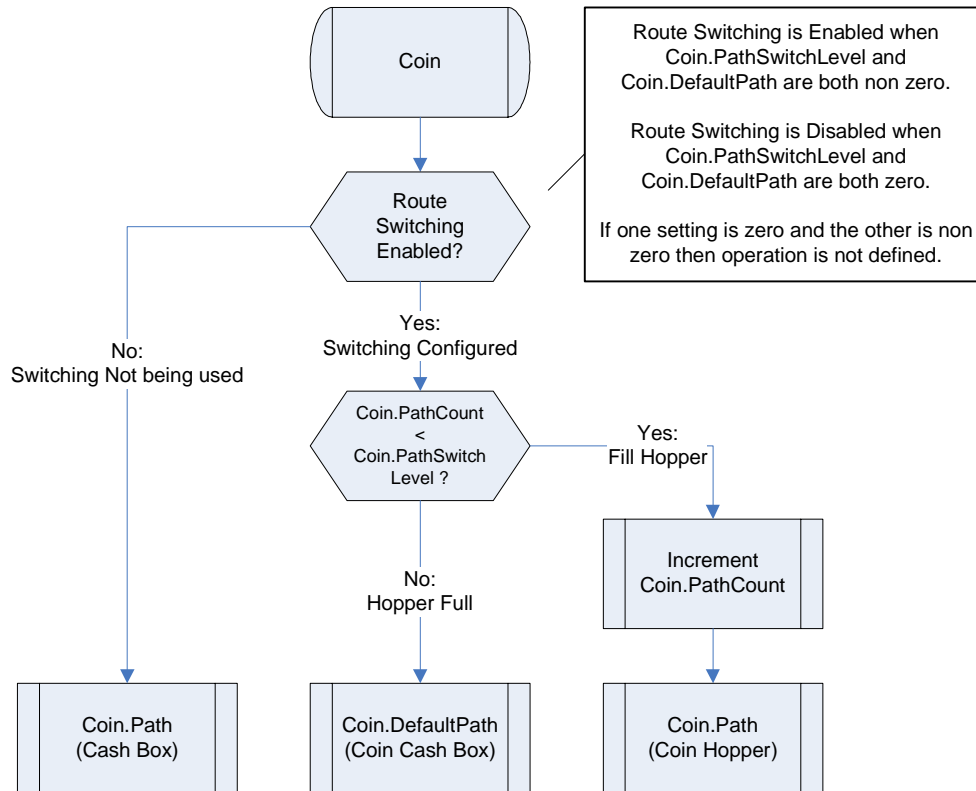 Coin
Route Switching is Enabled when
Coin.PathSwitchLevel and
Coin.DefaultPath are both non zero.
Route Switching is Disabled when
Coin.PathSwitchLevel and
Coin.DefaultPath are both zero.
If one setting is zero and the other is non
zero then operation is not defined.
Route
Switching
Enabled?
No:
Switching Not being used
Yes:
Switching Configured
Coin.PathCount
<
Coin.PathSwitch
Level ?
Yes:
Fill Hopper
No:
Hopper Full
Increment
Coin.PathCount
Coin.Path
(Cash Box)
Coin.DefaultPath
(Coin Cash Box)
Coin.Path
(Coin Hopper)